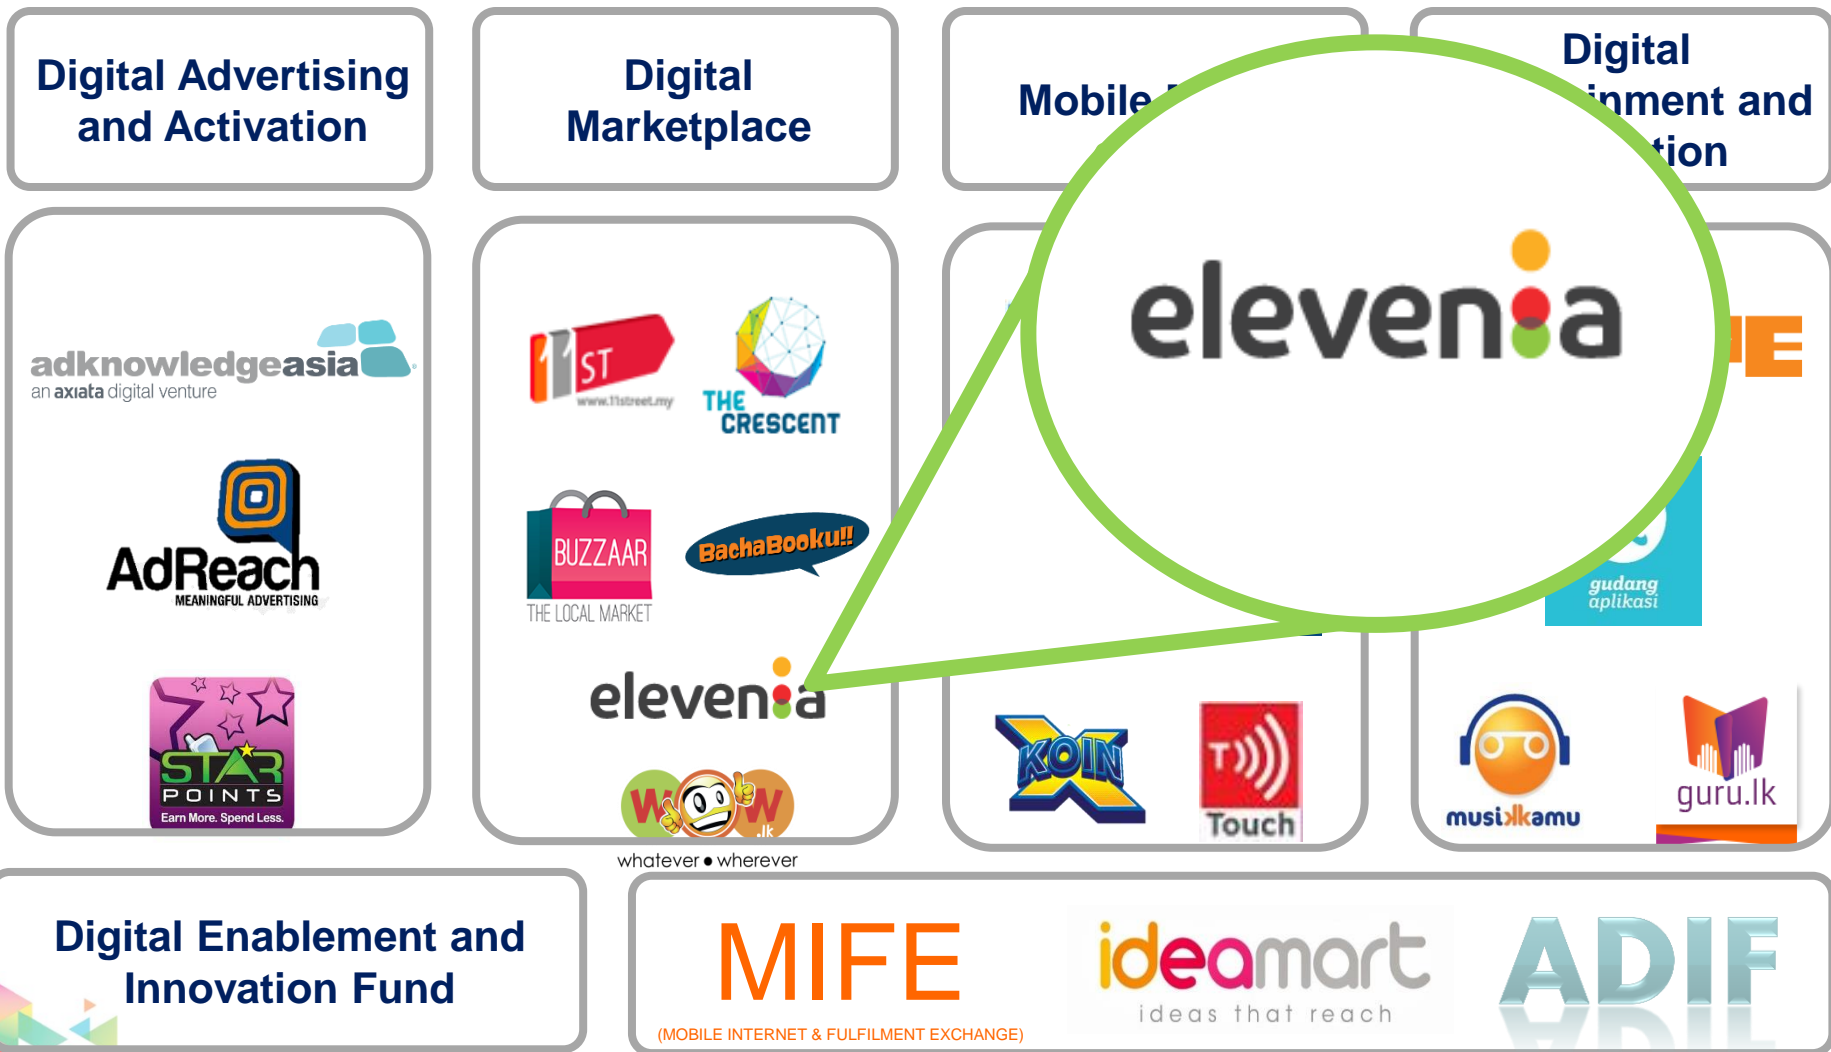 Digital Advertising
and Activation
Digital
Marketplace
Mobile
Digital
and
adknowledgeasia
an axiata digital venture
AdReach
MEANINGFUL ADVERTISING
STAR
POINTS
Earn More. Spend Less.
11ST
www.11street.my
THE
CRESCENT
BUZZAAR
THE LOCAL MARKET
BachaBooku!!
elevenia
WOW
.lk
whatever • wherever
elevenia
KOIN
X
T
Touch
gudang
aplikasi
musikkamu
guru.lk
Digital Enablement and
Innovation Fund
MIFE
(MOBILE INTERNET & FULFILMENT EXCHANGE)
ideamart
ideas that reach
ADIF